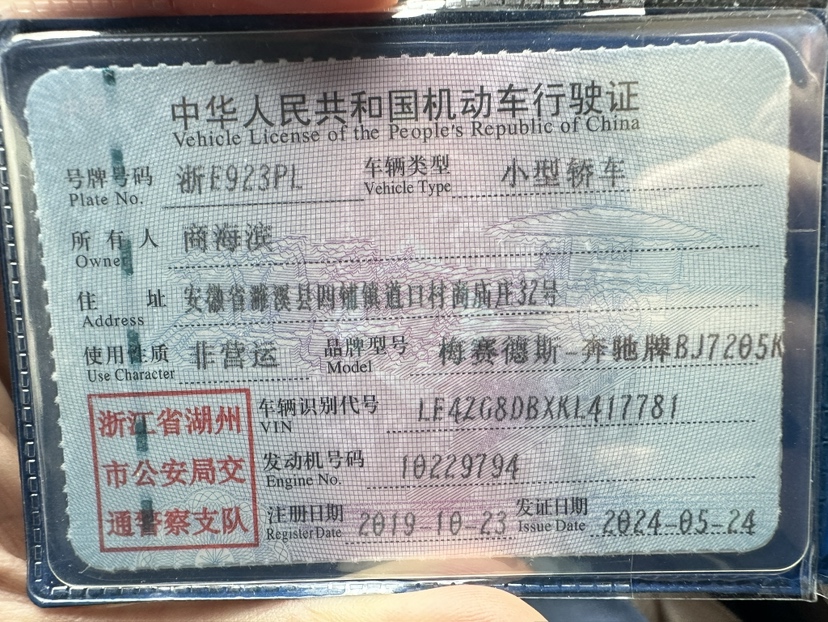 中华人民共和国机动车行驶证
Vehicle License of the People's Republic of China
号牌号码 浙E923PL 车辆类型 小型轿车
Plate No. Vehicle Type
所有人 商海滨
Owner
住址 安徽省濉溪县四铺镇道口村商庙庄32号
Address
使用性质 非营运 品牌型号 梅赛德斯-奔驰牌BJ7205K
Use Character Model
浙江省湖州 车辆识别代号 LE4ZG8DBXKL417781
VIN
市公安局交 发动机号码 10229794
Engine No.
通警察支队 注册日期 2019-10-23 发证日期 2024-05-24
Register Date Issue Date